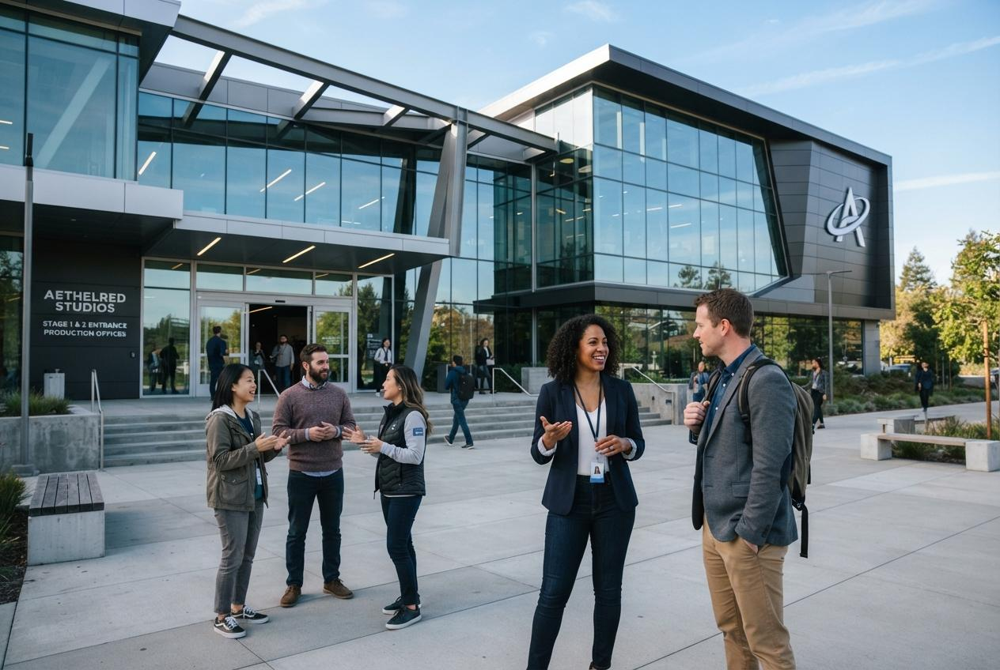 AETHELRED
STUDIOS
STAGE 1 & 2 ENTRANCE
PRODUCTION OFFICES